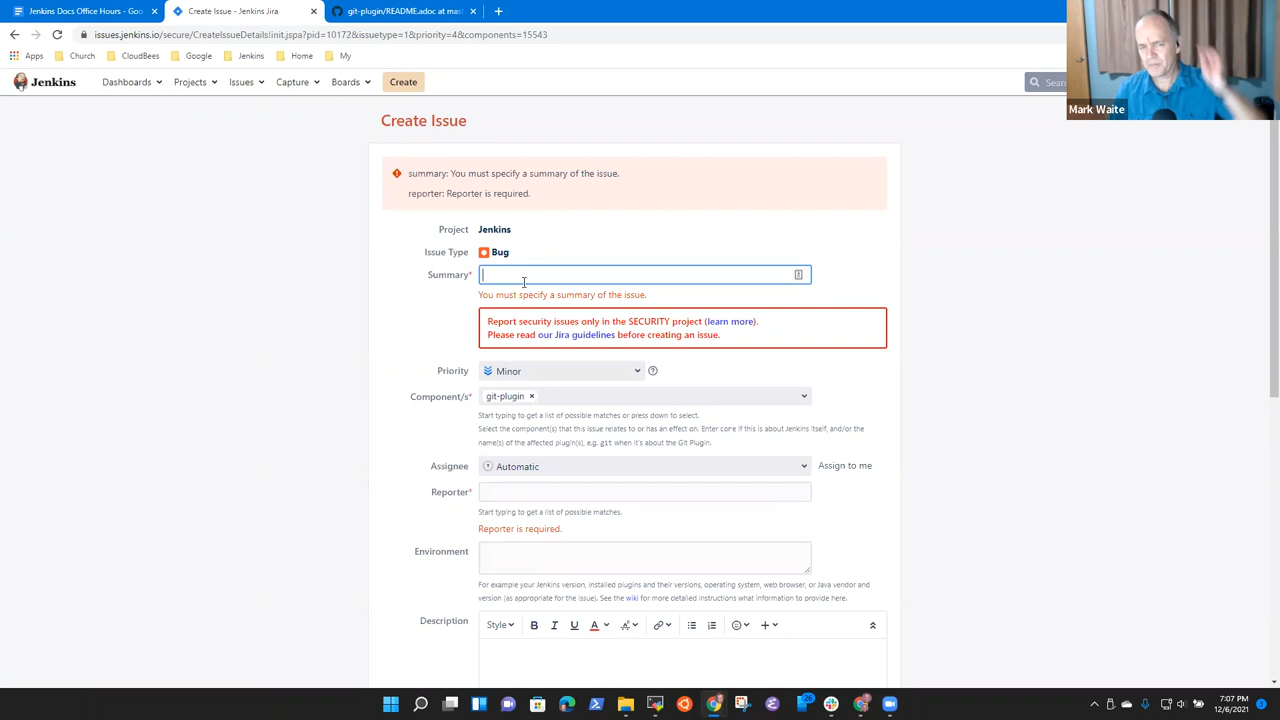 Jenkins Docs Office Hours - Goo
Create Issue - Jenkins Jira
git-plugin/README.adoc at mast
issues.jenkins.io/secure/CreateIssueDetails!init.jspa?pid=10172&issuetype=1&priority=4&components=15543
Apps Church CloudBees Google Jenkins Home My
Jenkins Dashboards Projects Issues Capture Boards Create Sear
Mark Waite
Create Issue
summary: You must specify a summary of the issue.
reporter: Reporter is required.
Project Jenkins
Issue Type Bug
Summary*
You must specify a summary of the issue.
Report security issues only in the SECURITY project (learn more).
Please read our Jira guidelines before creating an issue.
Priority Minor
Component/s* git-plugin
Start typing to get a list of possible matches or press down to select.
Select the component(s) that this issue relates to or has an effect on. Enter core if this is about Jenkins itself, and/or the
name(s) of the affected plugin(s), e.g. git when it's about the Git Plugin.
Assignee Automatic Assign to me
Reporter*
Start typing to get a list of possible matches.
Reporter is required.
Environment
For example your Jenkins version, installed plugins and their versions, operating system, web browser, or Java vendor and
version (as appropriate for the issue). See the wiki for more detailed instructions what information to provide here.
Description Style B I U A
26
7:07 PM
12/6/2021